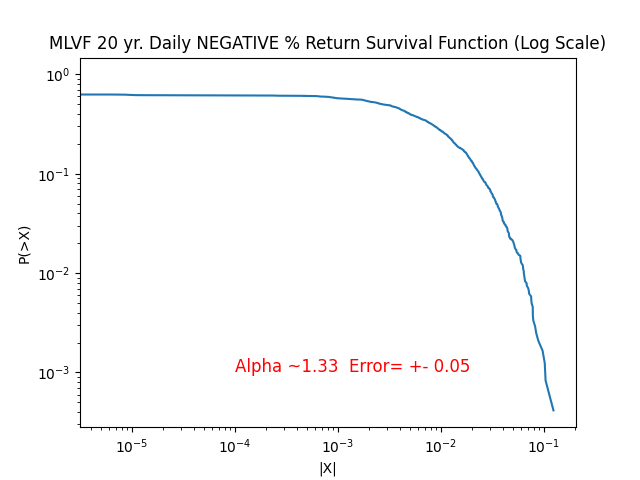 MLVF 20 yr. Daily NEGATIVE % Return Survival Function (Log Scale)
10⁰
10⁻¹
10⁻²
10⁻³
P(>X)
Alpha ~1.33  Error= +- 0.05
10⁻⁵ 10⁻⁴ 10⁻³ 10⁻² 10⁻¹
|X|